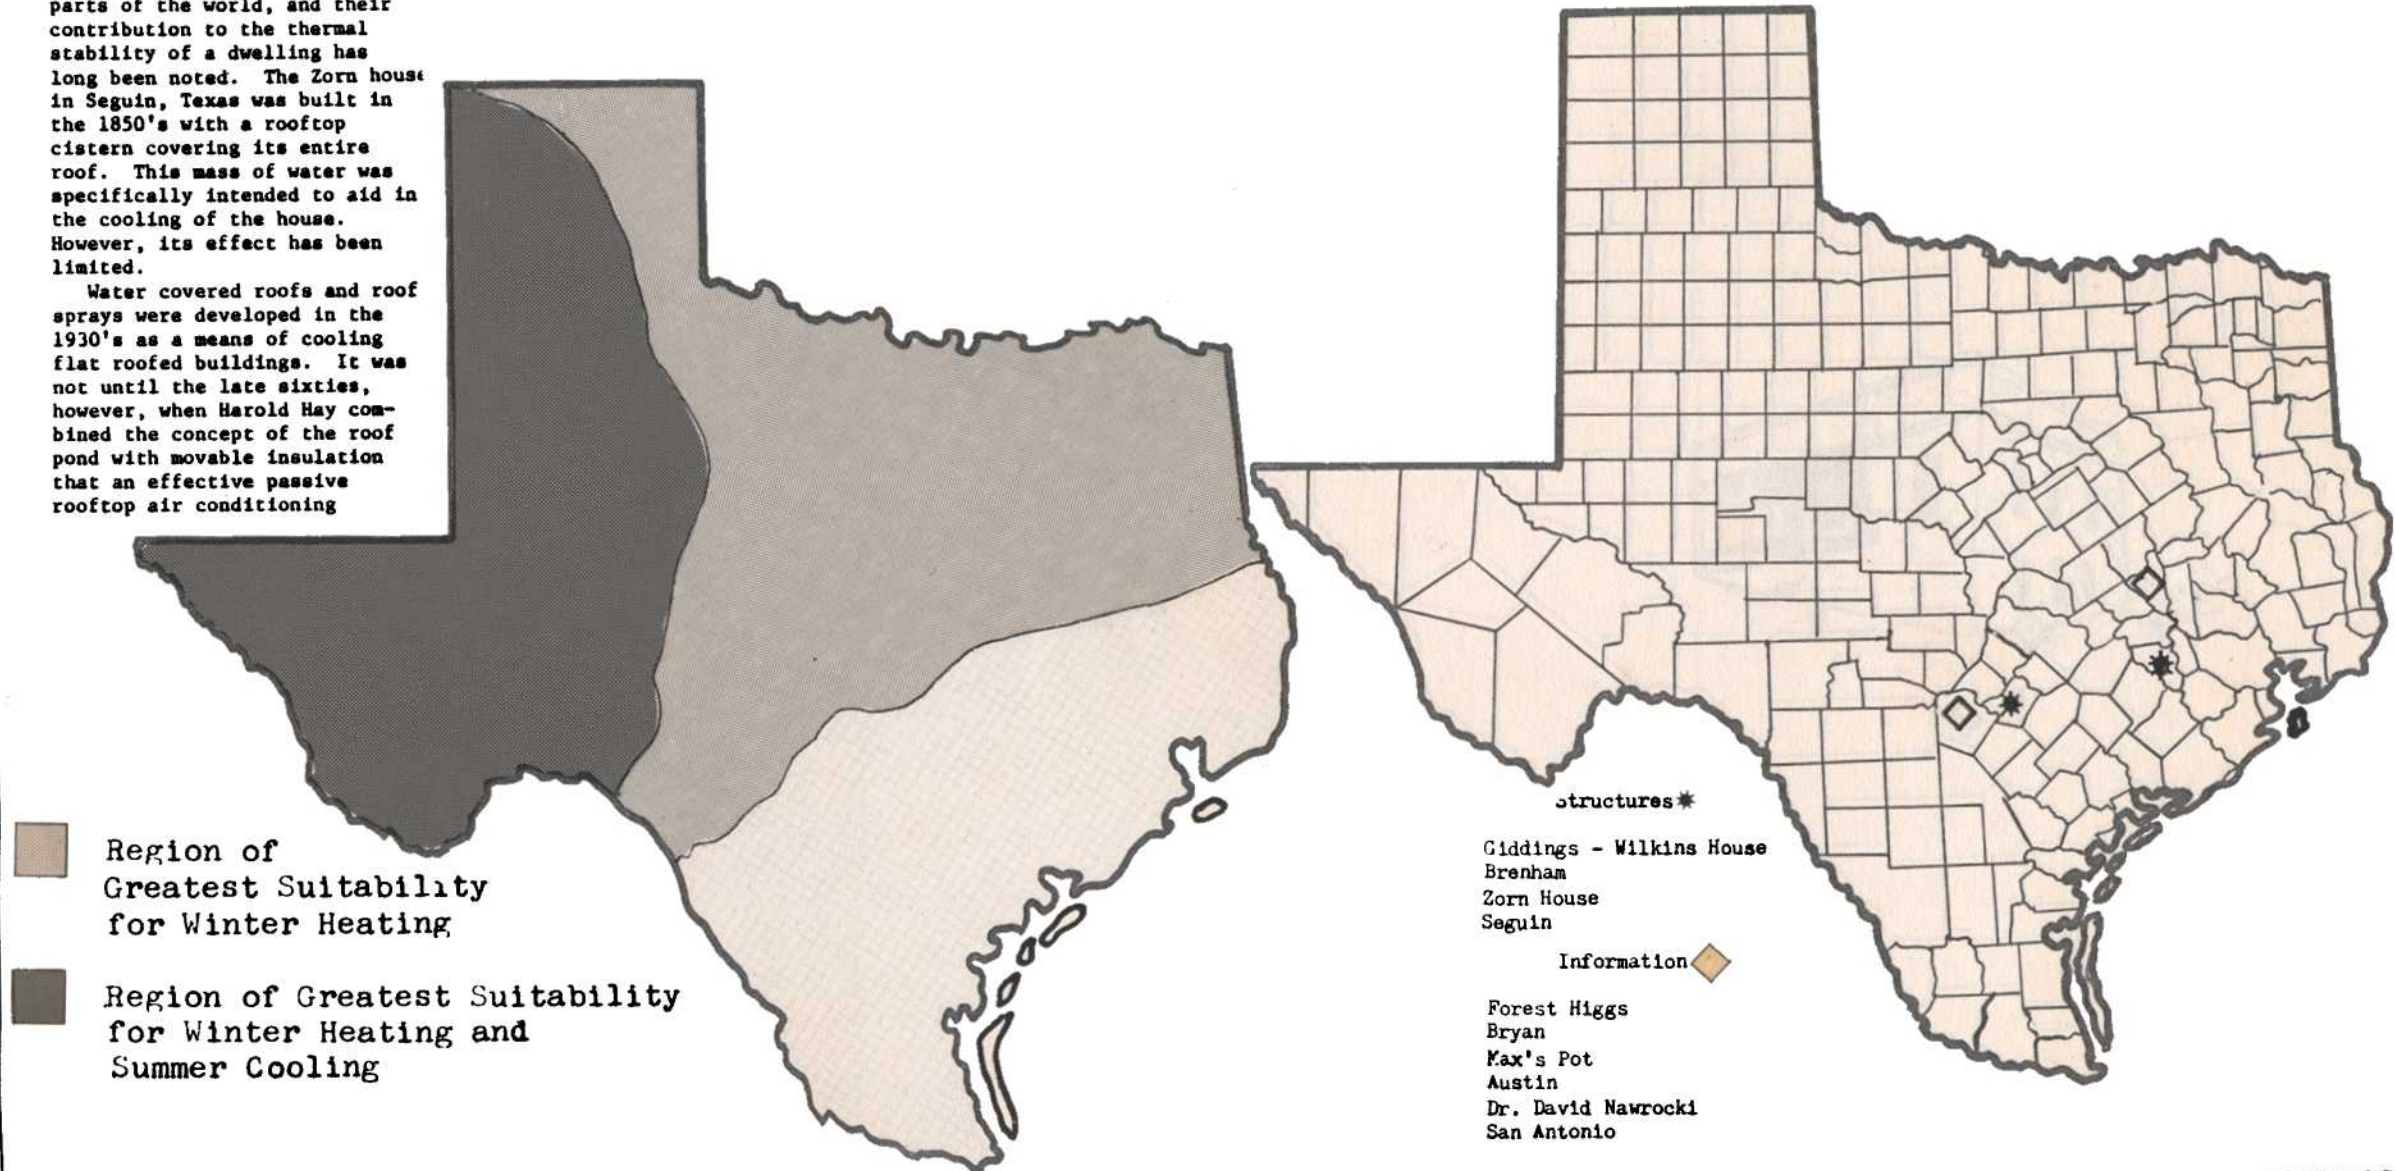 parts of the world, and their
contribution to the thermal
stability of a dwelling has
long been noted. The Zorn house
in Seguin, Texas was built in
the 1850's with a rooftop
cistern covering its entire
roof. This mass of water was
specifically intended to aid in
the cooling of the house.
However, its effect has been
limited.
Water covered roofs and roof
sprays were developed in the
1930's as a means of cooling
flat roofed buildings. It was
not until the late sixties,
however, when Harold Hay com-
bined the concept of the roof
pond with movable insulation
that an effective passive
rooftop air conditioning
Region of
Greatest Suitability
for Winter Heating
Region of Greatest Suitability
for Winter Heating and
Summer Cooling
Structures
Giddings - Wilkins House
Brenham
Zorn House
Seguin
Information
Forest Higgs
Bryan
Max's Pot
Austin
Dr. David Nawrocki
San Antonio